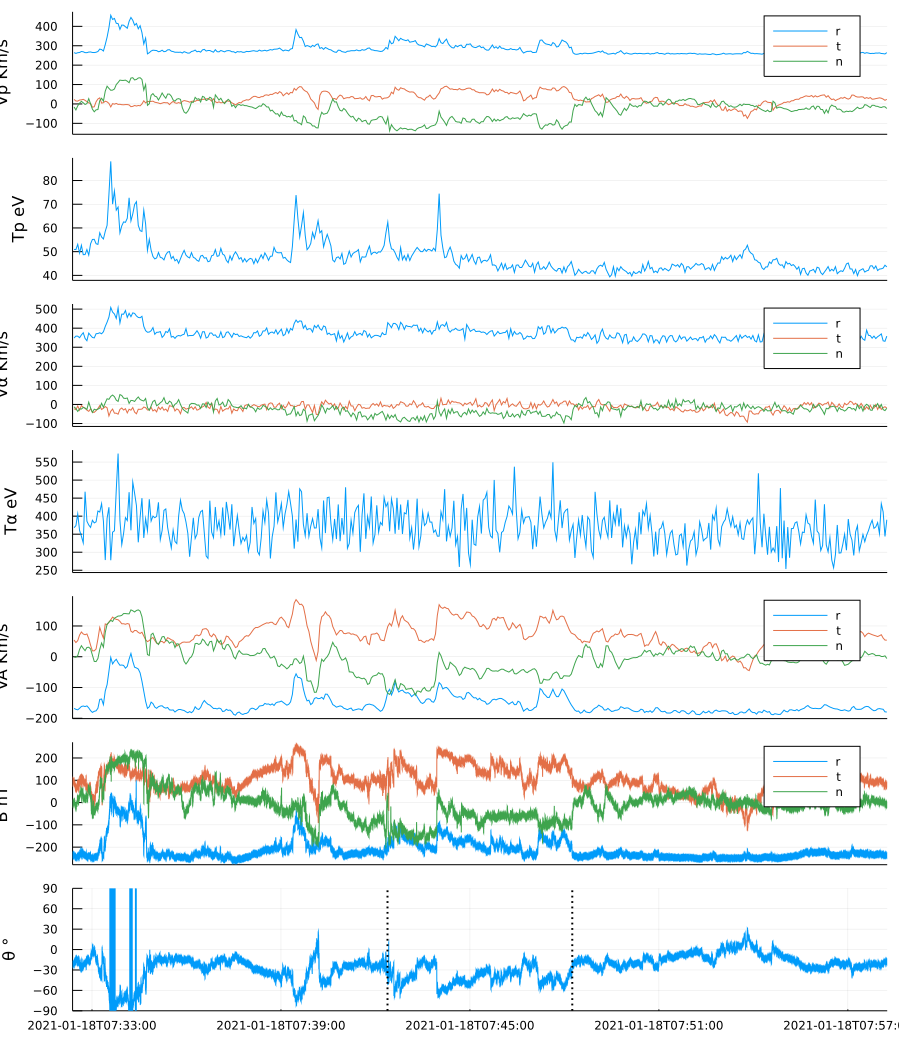 Vp Km/s
400
300
200
100
0
−100
r
t
n
Tp eV
80
70
60
50
40
Vα Km/s
500
400
300
200
100
0
−100
r
t
n
Tα eV
550
500
450
400
350
300
250
VA Km/s
100
0
−100
−200
r
t
n
B nT
200
100
0
−100
−200
r
t
n
θ °
90
60
30
0
−30
−60
−90
2021-01-18T07:33:00
2021-01-18T07:39:00
2021-01-18T07:45:00
2021-01-18T07:51:00
2021-01-18T07:57:0